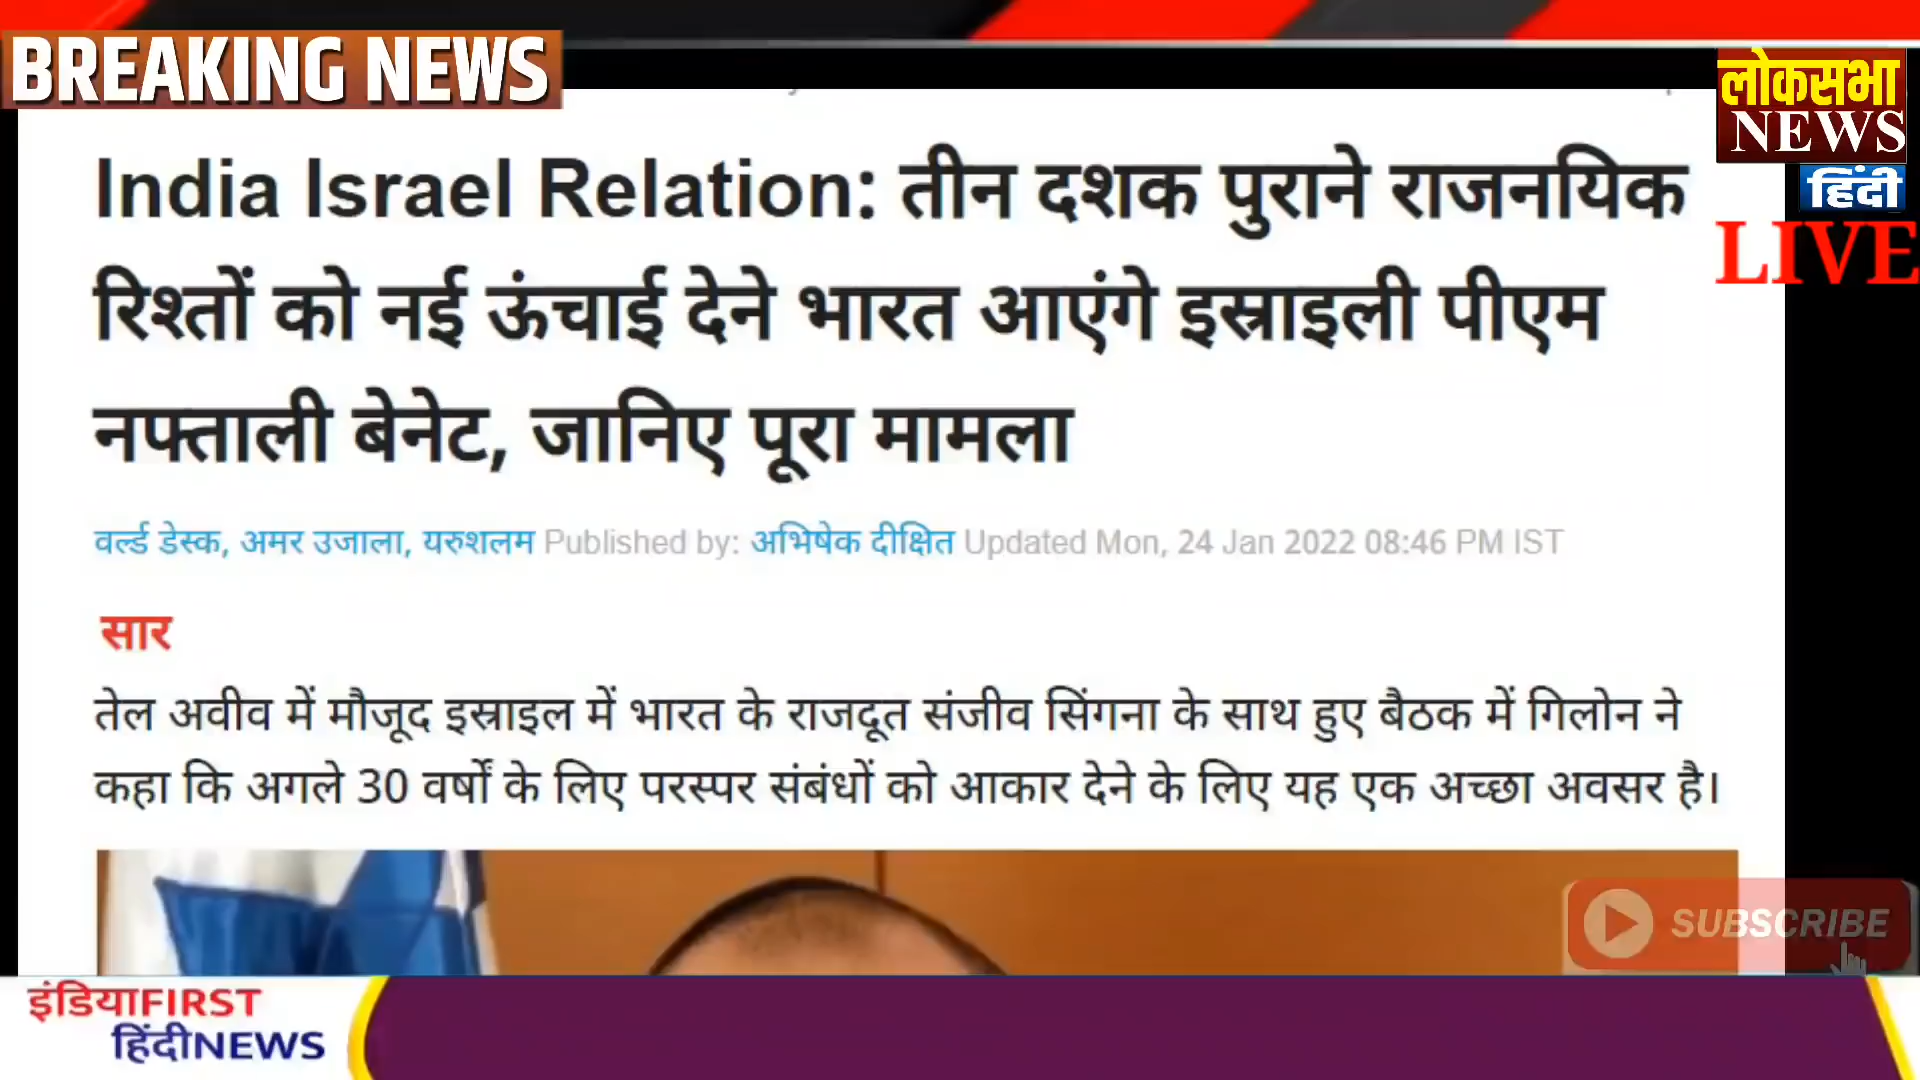 BREAKING NEWS
लोकसभा
NEWS
हिंदी
LIVE
India Israel Relation: तीन दशक पुराने राजनयिक
रिश्तों को नई ऊंचाई देने भारत आएंगे इस्राइली पीएम
नफ्ताली बेनेट, जानिए पूरा मामला
वर्ल्ड डेस्क, अमर उजाला, यरुशलम Published by: अभिषेक दीक्षित Updated Mon, 24 Jan 2022 08:46 PM IST
सार
तेल अवीव में मौजूद इस्राइल में भारत के राजदूत संजीव सिंगना के साथ हुए बैठक में गिलोन ने
कहा कि अगले 30 वर्षों के लिए परस्पर संबंधों को आकार देने के लिए यह एक अच्छा अवसर है।
SUBSCRIBE
इंडियाFIRST
हिंदीNEWS